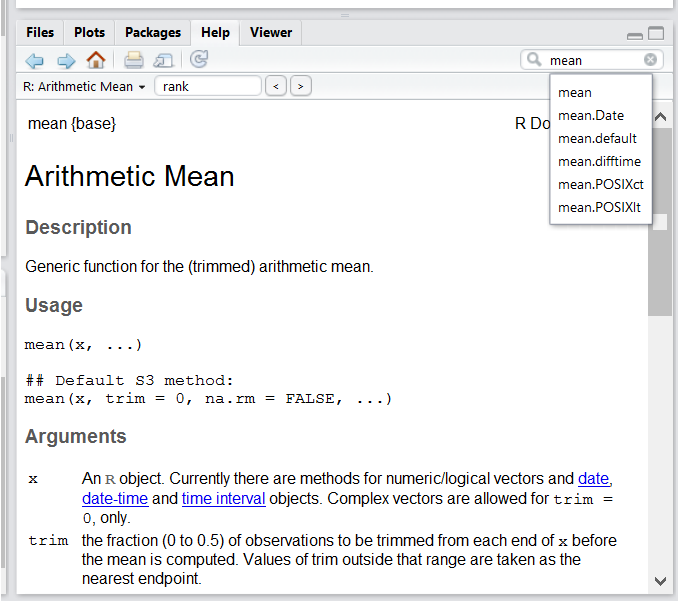 Files Plots Packages Help Viewer
mean
R: Arithmetic Mean rank < >
mean
mean.Date
mean.default
mean.difftime
mean.POSIXct
mean.POSIXlt
mean {base} R Do
Arithmetic Mean
Description
Generic function for the (trimmed) arithmetic mean.
Usage
mean(x, ...)
## Default S3 method:
mean(x, trim = 0, na.rm = FALSE, ...)
Arguments
x An R object. Currently there are methods for numeric/logical vectors and date,
date-time and time interval objects. Complex vectors are allowed for trim =
0, only.
trim the fraction (0 to 0.5) of observations to be trimmed from each end of x before
the mean is computed. Values of trim outside that range are taken as the
nearest endpoint.